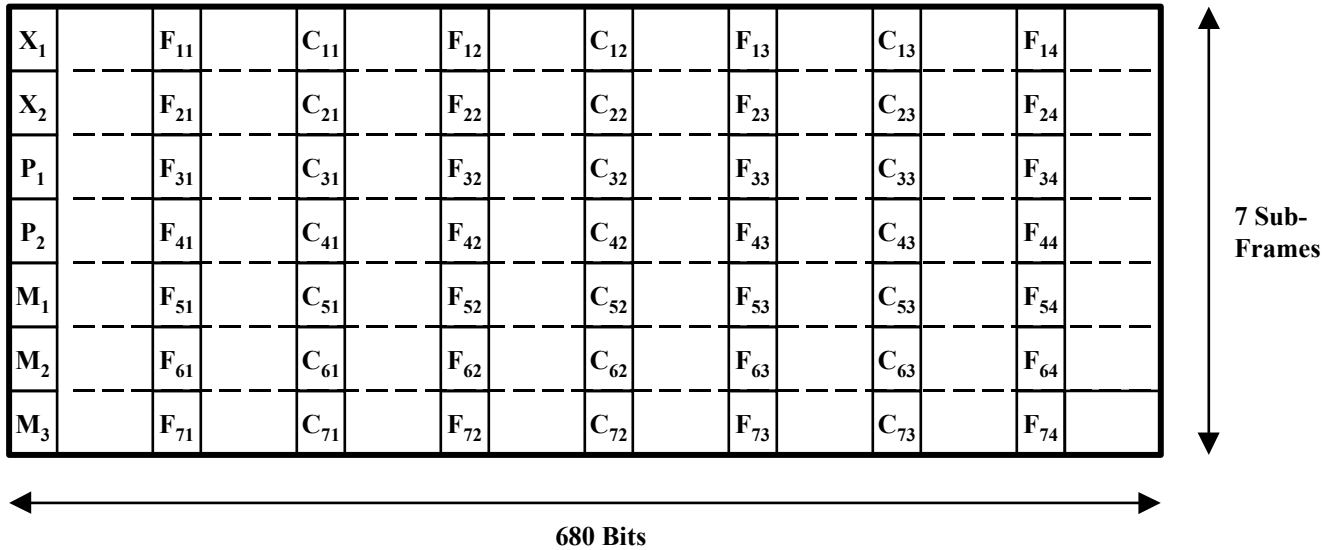 X₁ F₁₁ C₁₁ F₁₂ C₁₂ F₁₃ C₁₃ F₁₄
X₂ F₂₁ C₂₁ F₂₂ C₂₂ F₂₃ C₂₃ F₂₄
P₁ F₃₁ C₃₁ F₃₂ C₃₂ F₃₃ C₃₃ F₃₄
P₂ F₄₁ C₄₁ F₄₂ C₄₂ F₄₃ C₄₃ F₄₄
M₁ F₅₁ C₅₁ F₅₂ C₅₂ F₅₃ C₅₃ F₅₄
M₂ F₆₁ C₆₁ F₆₂ C₆₂ F₆₃ C₆₃ F₆₄
M₃ F₇₁ C₇₁ F₇₂ C₇₂ F₇₃ C₇₃ F₇₄
7 Sub-
Frames
680 Bits